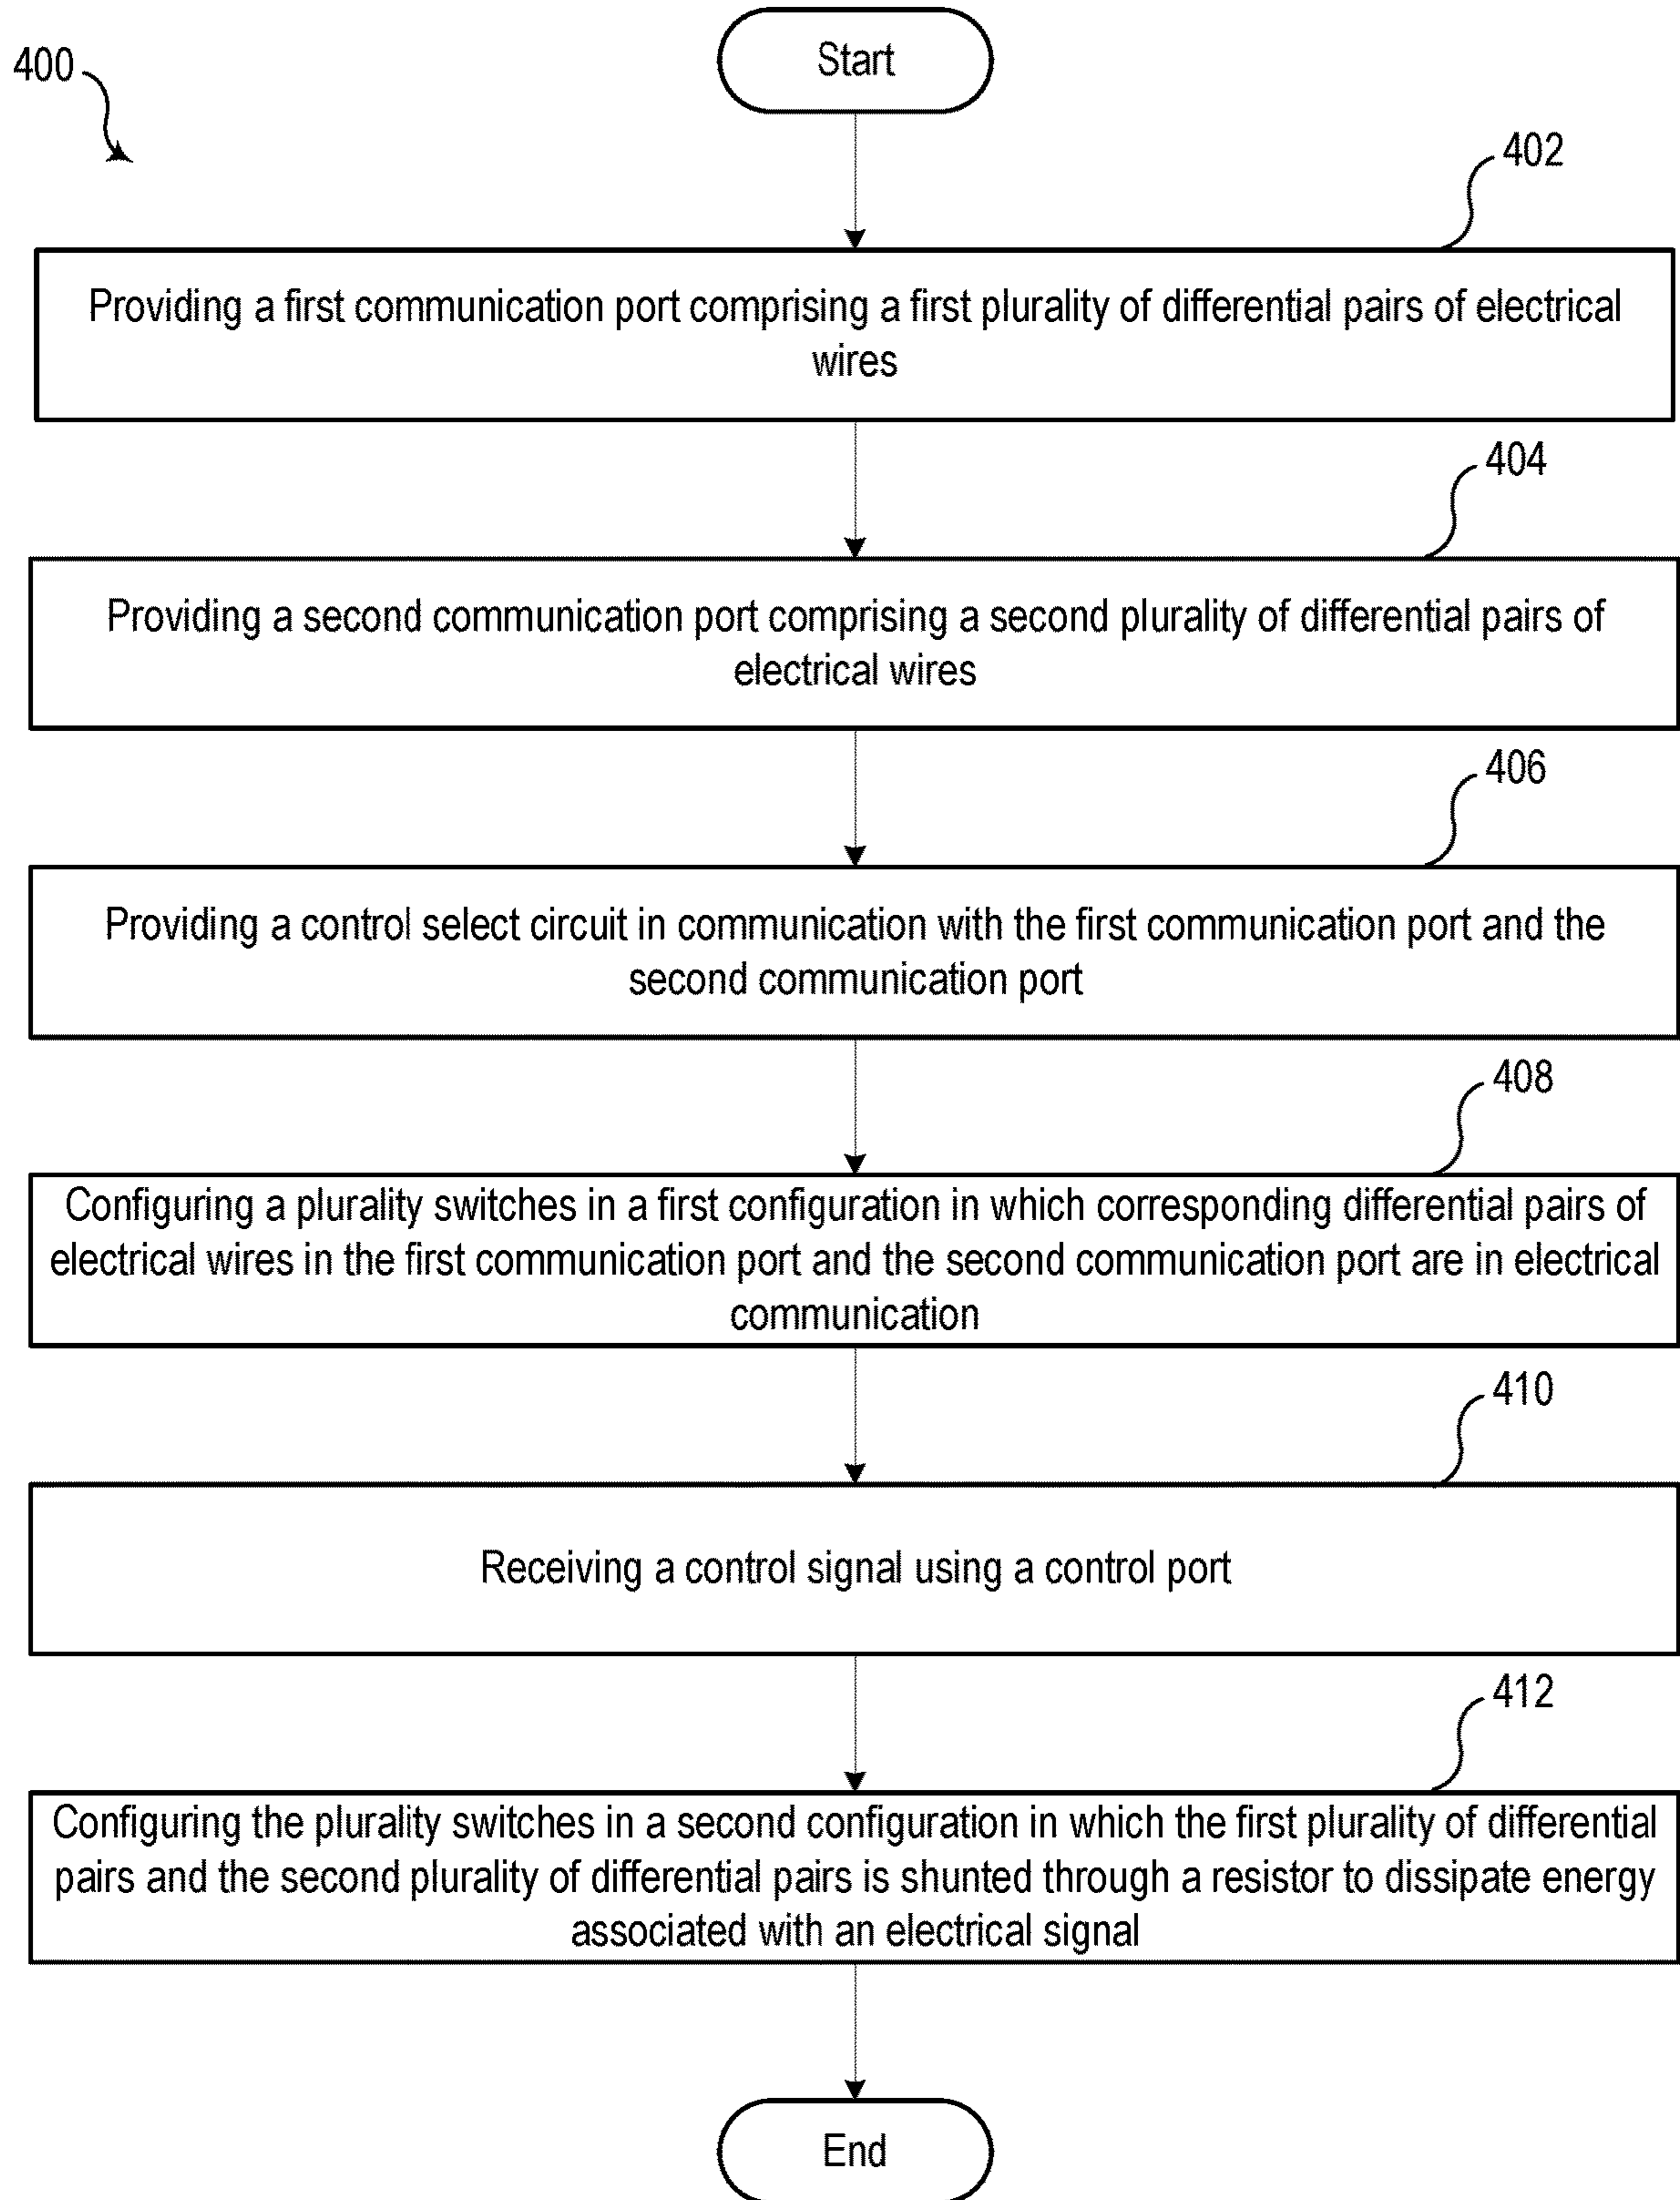 400
Start
402
Providing a first communication port comprising a first plurality of differential pairs of electrical
wires
404
Providing a second communication port comprising a second plurality of differential pairs of
electrical wires
406
Providing a control select circuit in communication with the first communication port and the
second communication port
408
Configuring a plurality switches in a first configuration in which corresponding differential pairs of
electrical wires in the first communication port and the second communication port are in electrical
communication
410
Receiving a control signal using a control port
412
Configuring the plurality switches in a second configuration in which the first plurality of differential
pairs and the second plurality of differential pairs is shunted through a resistor to dissipate energy
associated with an electrical signal
End